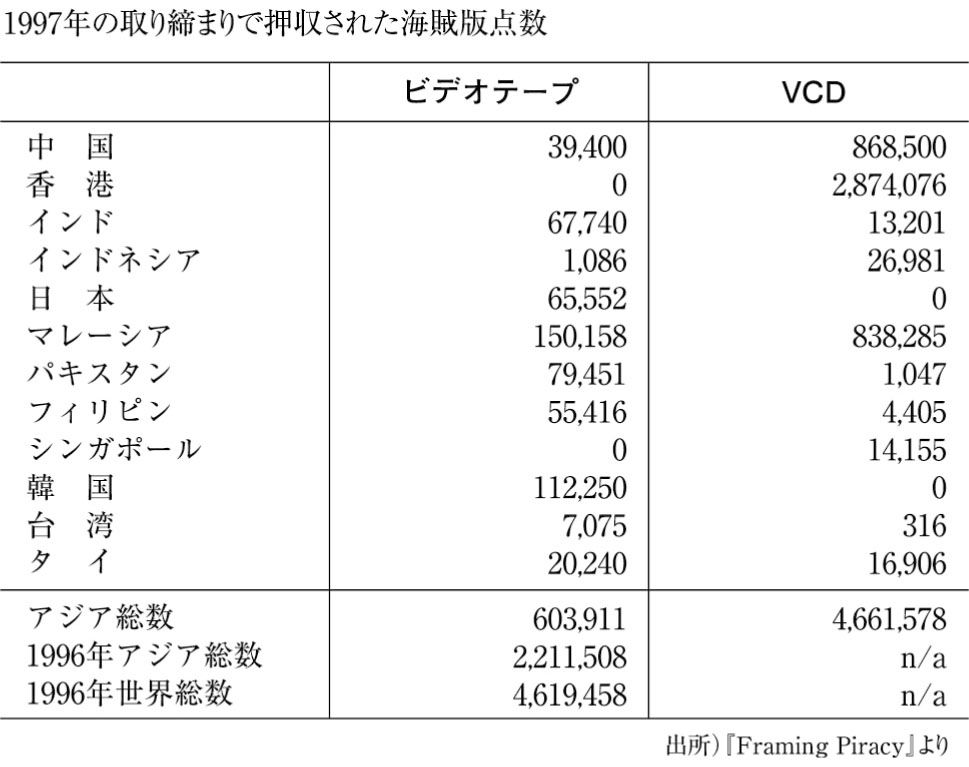 1997年の取り締まりで押収された海賊版点数
ビデオテープ VCD
中 国 39,400 868,500
香 港 0 2,874,076
インド 67,740 13,201
インドネシア 1,086 26,981
日 本 65,552 0
マレーシア 150,158 838,285
パキスタン 79,451 1,047
フィリピン 55,416 4,405
シンガポール 0 14,155
韓 国 112,250 0
台 湾 7,075 316
タ イ 20,240 16,906
アジア総数 603,911 4,661,578
1996年アジア総数 2,211,508 n/a
1996年世界総数 4,619,458 n/a
出所)『Framing Piracy』より